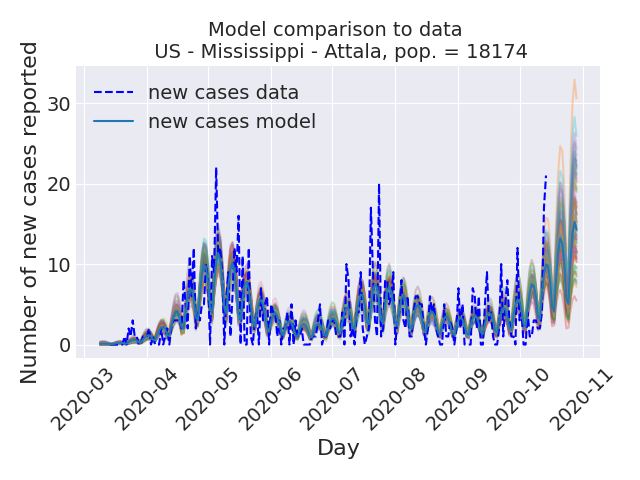 Model comparison to data
US - Mississippi - Attala, pop. = 18174
Number of new cases reported
30
20
10
0
new cases data
new cases model
2020-03
2020-04
2020-05
2020-06
2020-07
2020-08
2020-09
2020-10
2020-11
Day